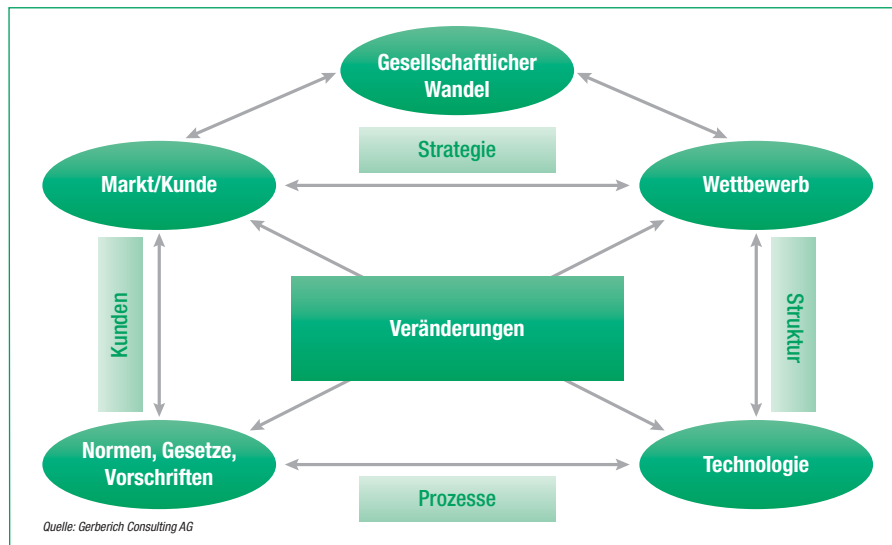 Gesellschaftlicher
Wandel
Strategie
Markt/Kunde
Wettbewerb
Kunden
Veränderungen
Struktur
Normen, Gesetze,
Vorschriften
Technologie
Prozesse
Quelle: Gerberich Consulting AG